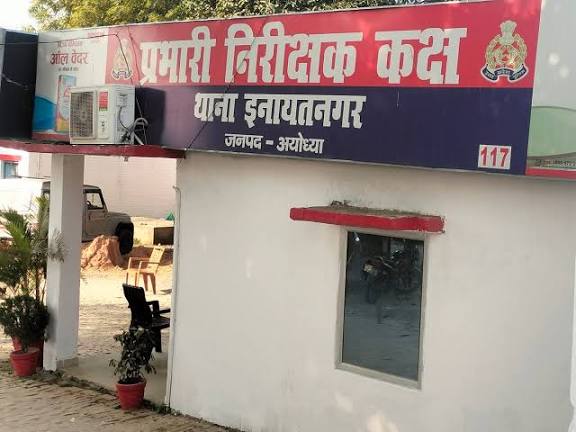 ऑल वेदर
प्रभारी निरीक्षक कक्ष
थाना इनायतनगर
जनपद - अयोध्या
117